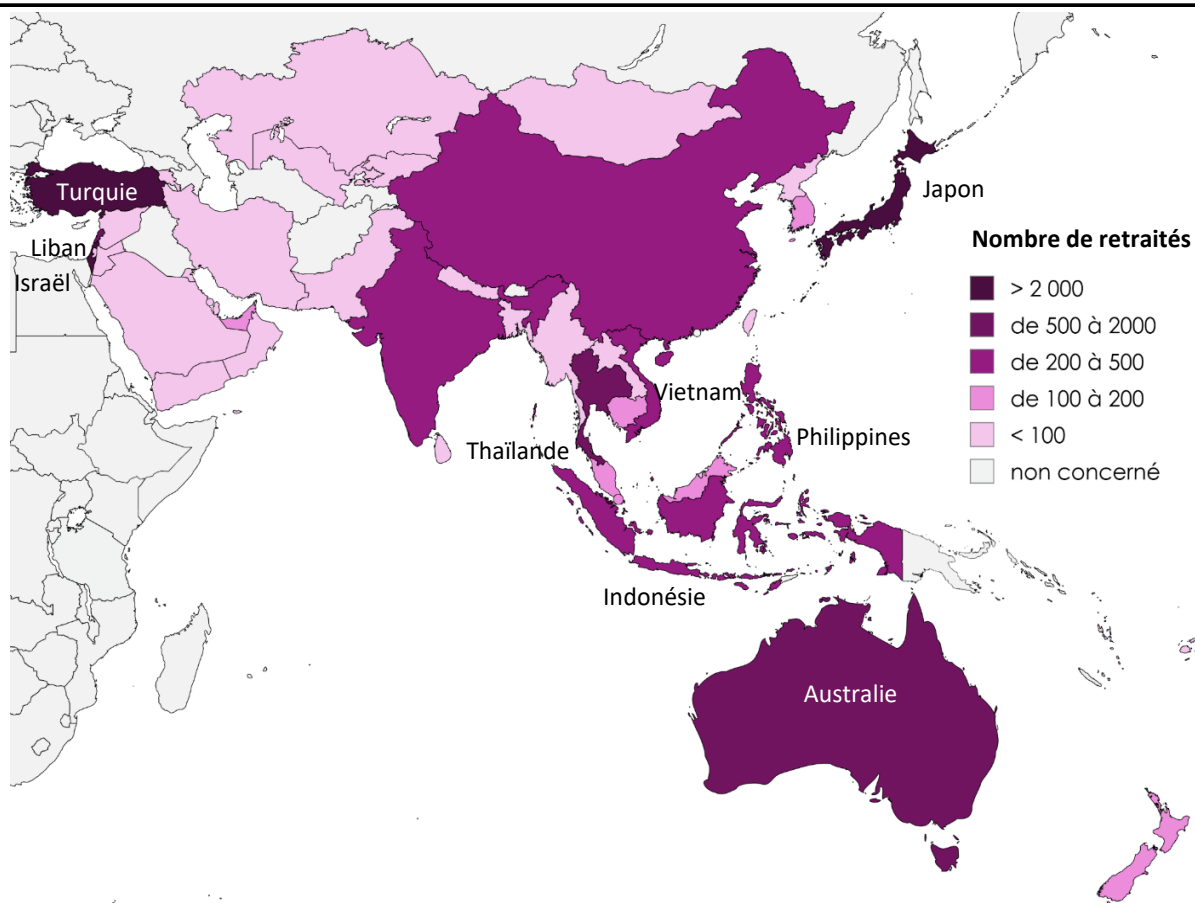 Turquie
Japon
Liban
Israël
Nombre de retraités
> 2 000
de 500 à 2000
de 200 à 500
de 100 à 200
< 100
non concerné
Vietnam
Philippines
Thaïlande
Indonésie
Australie